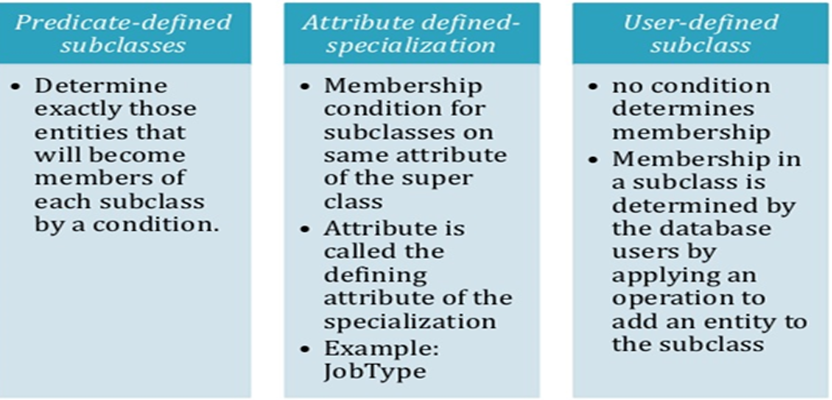 Predicate-defined
subclasses
• Determine
exactly those
entities that
will become
members of
each subclass
by a condition.
Attribute defined-
specialization
• Membership
condition for
subclasses on
same attribute
of the super
class
• Attribute is
called the
defining
attribute of the
specialization
• Example:
JobType
User-defined
subclass
• no condition
determines
membership
• Membership in
a subclass is
determined by
the database
users by
applying an
operation to
add an entity to
the subclass